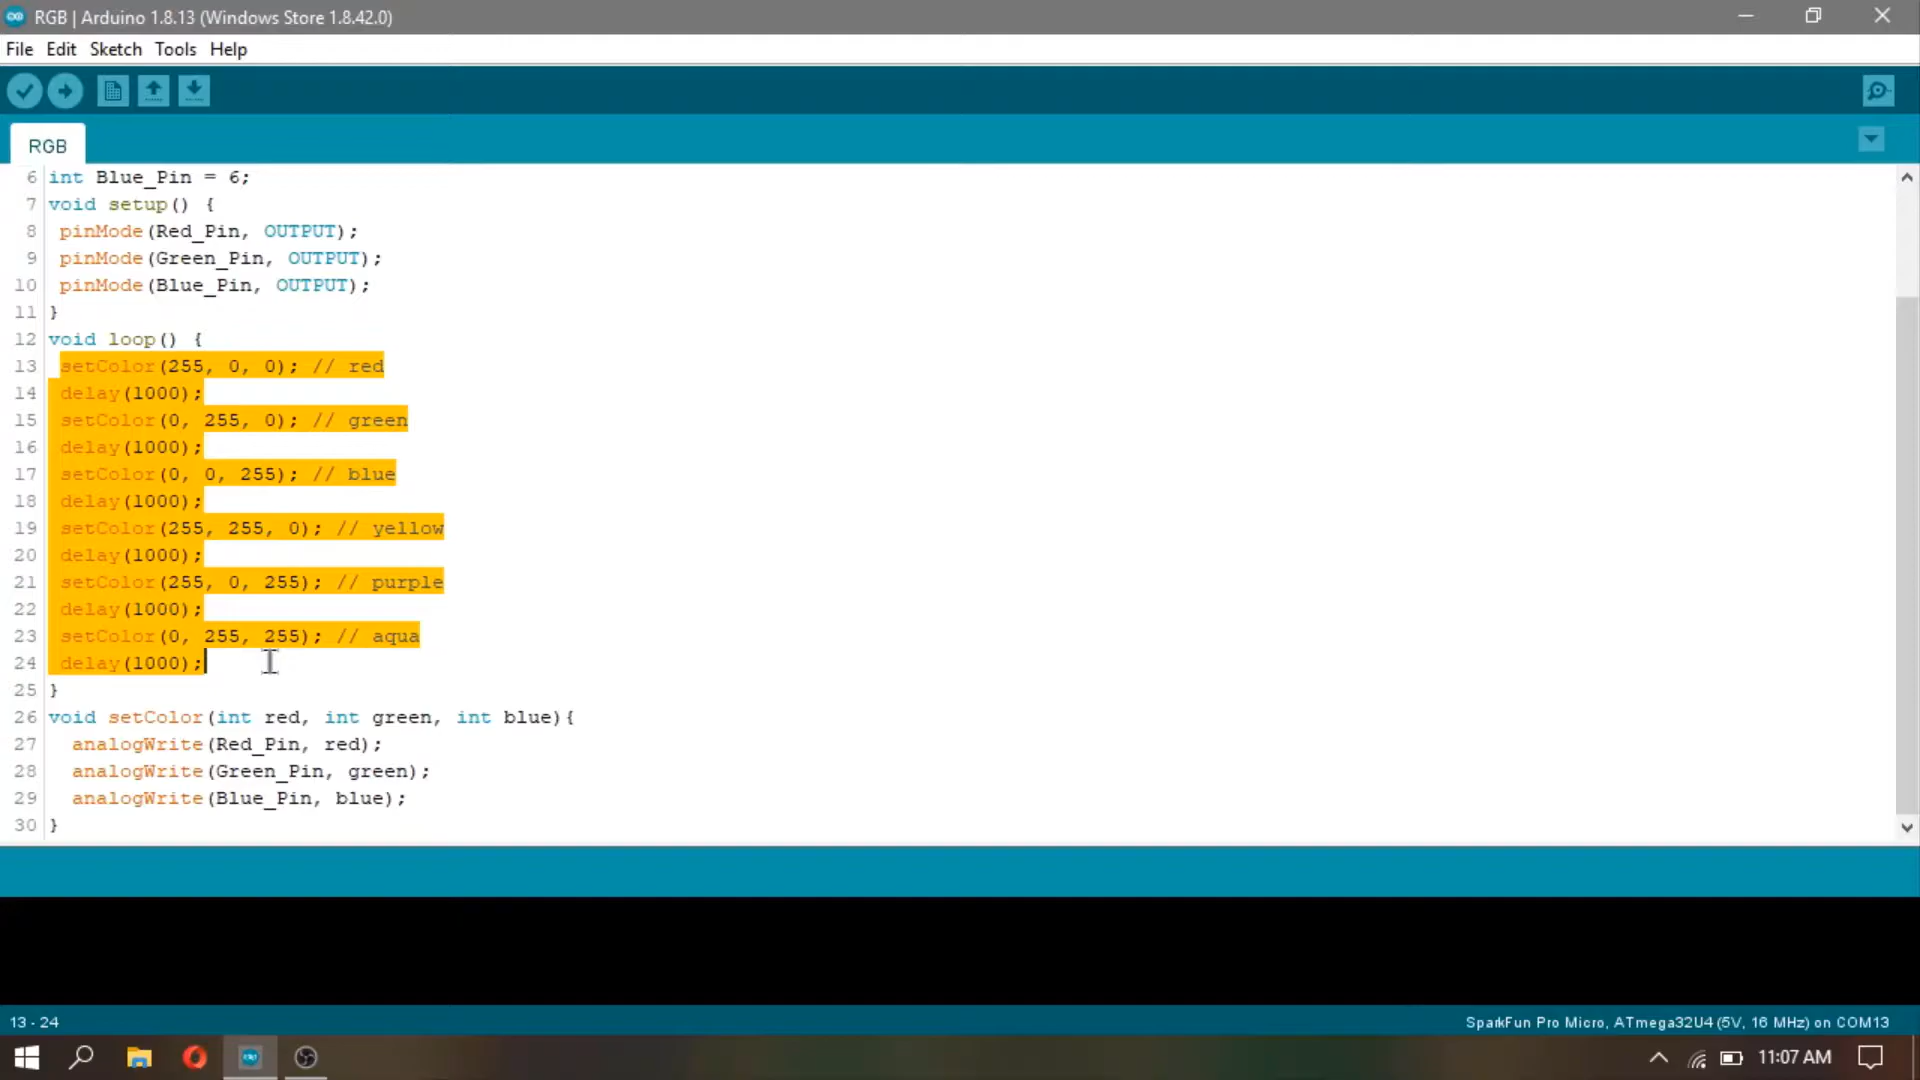 RGB | Arduino 1.8.13 (Windows Store 1.8.42.0)
File Edit Sketch Tools Help
RGB
6 int Blue_Pin = 6;
7 void setup() {
8 pinMode(Red_Pin, OUTPUT);
9 pinMode(Green_Pin, OUTPUT);
10 pinMode(Blue_Pin, OUTPUT);
11 }
12 void loop() {
13 setColor(255, 0, 0); // red
14 delay(1000);
15 setColor(0, 255, 0); // green
16 delay(1000);
17 setColor(0, 0, 255); // blue
18 delay(1000);
19 setColor(255, 255, 0); // yellow
20 delay(1000);
21 setColor(255, 0, 255); // purple
22 delay(1000);
23 setColor(0, 255, 255); // aqua
24 delay(1000);
25 }
26 void setColor(int red, int green, int blue){
27 analogWrite(Red_Pin, red);
28 analogWrite(Green_Pin, green);
29 analogWrite(Blue_Pin, blue);
30 }
13 - 24
SparkFun Pro Micro, ATmega32U4 (5V, 16 MHz) on COM13
11:07 AM